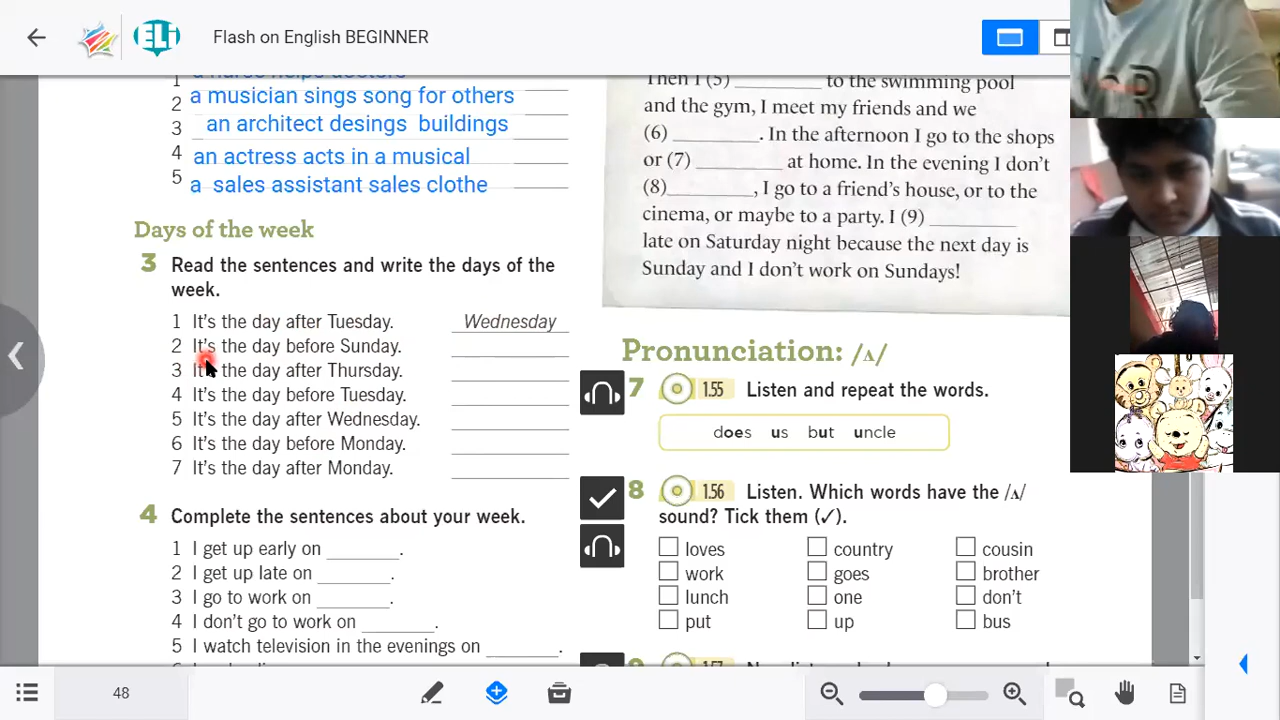 Flash on English BEGINNER
ELi
1 a nurse helps doctors
2 a musician sings song for others
3 an architect desings buildings
4 an actress acts in a musical
5 a sales assistant sales clothe
Days of the week
3 Read the sentences and write the days of the
week.
1 It's the day after Tuesday. Wednesday
2 It's the day before Sunday.
3 It's the day after Thursday.
4 It's the day before Tuesday.
5 It's the day after Wednesday.
6 It's the day before Monday.
7 It's the day after Monday.
4 Complete the sentences about your week.
1 I get up early on ________.
2 I get up late on ________.
3 I go to work on ________.
4 I don't go to work on ________.
5 I watch television in the evenings on ________.
Then I (5) ________ to the swimming pool
and the gym, I meet my friends and we
(6) ________. In the afternoon I go to the shops
or (7) ________ at home. In the evening I don't
(8) ________, I go to a friend's house, or to the
cinema, or maybe to a party. I (9) ________
late on Saturday night because the next day is
Sunday and I don't work on Sundays!
Pronunciation: /ʌ/
7 1.55 Listen and repeat the words.
does us but uncle
8 1.56 Listen. Which words have the /ʌ/
sound? Tick them (✓).
loves country cousin
work goes brother
lunch one don't
put up bus
48